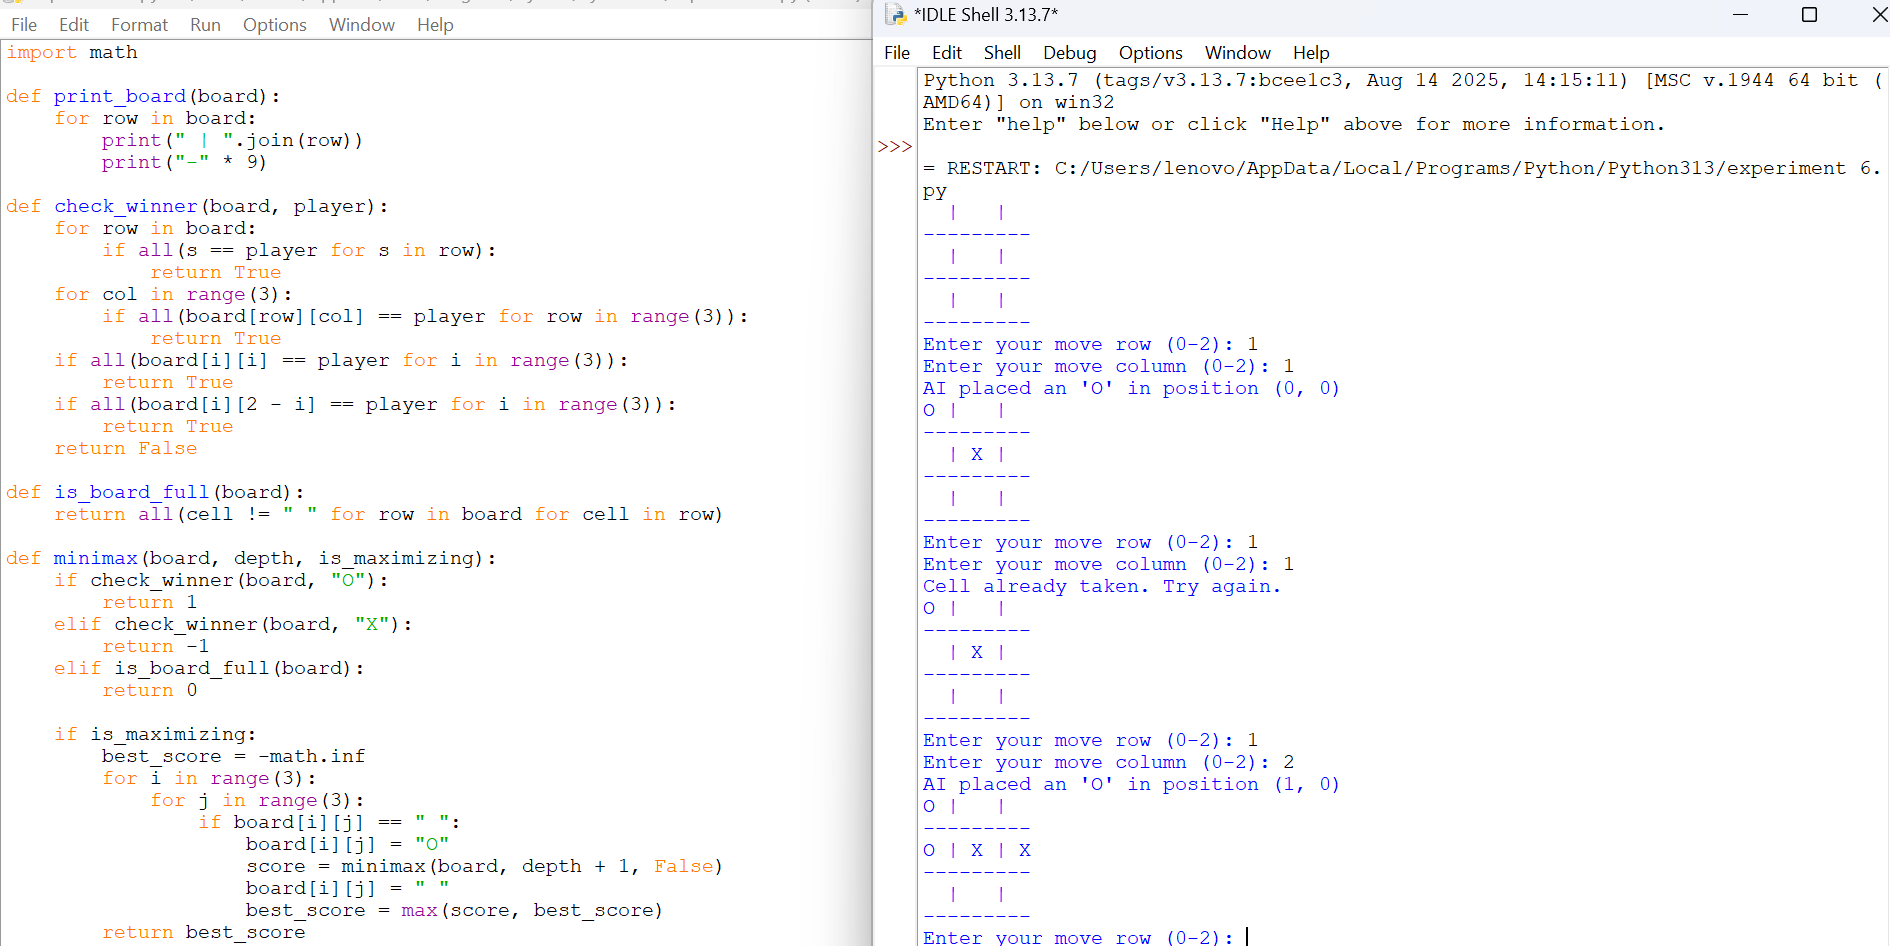 File Edit Format Run Options Window Help
import math

def print_board(board):
    for row in board:
        print(" | ".join(row))
        print("-" * 9)

def check_winner(board, player):
    for row in board:
        if all(s == player for s in row):
            return True
    for col in range(3):
        if all(board[row][col] == player for row in range(3)):
            return True
    if all(board[i][i] == player for i in range(3)):
        return True
    if all(board[i][2 - i] == player for i in range(3)):
        return True
    return False

def is_board_full(board):
    return all(cell != " " for row in board for cell in row)

def minimax(board, depth, is_maximizing):
    if check_winner(board, "O"):
        return 1
    elif check_winner(board, "X"):
        return -1
    elif is_board_full(board):
        return 0

    if is_maximizing:
        best_score = -math.inf
        for i in range(3):
            for j in range(3):
                if board[i][j] == " ":
                    board[i][j] = "O"
                    score = minimax(board, depth + 1, False)
                    board[i][j] = " "
                    best_score = max(score, best_score)
        return best_score
*IDLE Shell 3.13.7*
File Edit Shell Debug Options Window Help
Python 3.13.7 (tags/v3.13.7:bcee1c3, Aug 14 2025, 14:15:11) [MSC v.1944 64 bit (
AMD64)] on win32
Enter "help" below or click "Help" above for more information.
>>>
= RESTART: C:/Users/lenovo/AppData/Local/Programs/Python/Python313/experiment 6.
py
  |   |
---------
  |   |
---------
  |   |
---------
Enter your move row (0-2): 1
Enter your move column (0-2): 1
AI placed an 'O' in position (0, 0)
O |   |
---------
  | X |
---------
  |   |
---------
Enter your move row (0-2): 1
Enter your move column (0-2): 1
Cell already taken. Try again.
O |   |
---------
  | X |
---------
  |   |
---------
Enter your move row (0-2): 1
Enter your move column (0-2): 2
AI placed an 'O' in position (1, 0)
O |   |
---------
O | X | X
---------
  |   |
---------
Enter your move row (0-2):